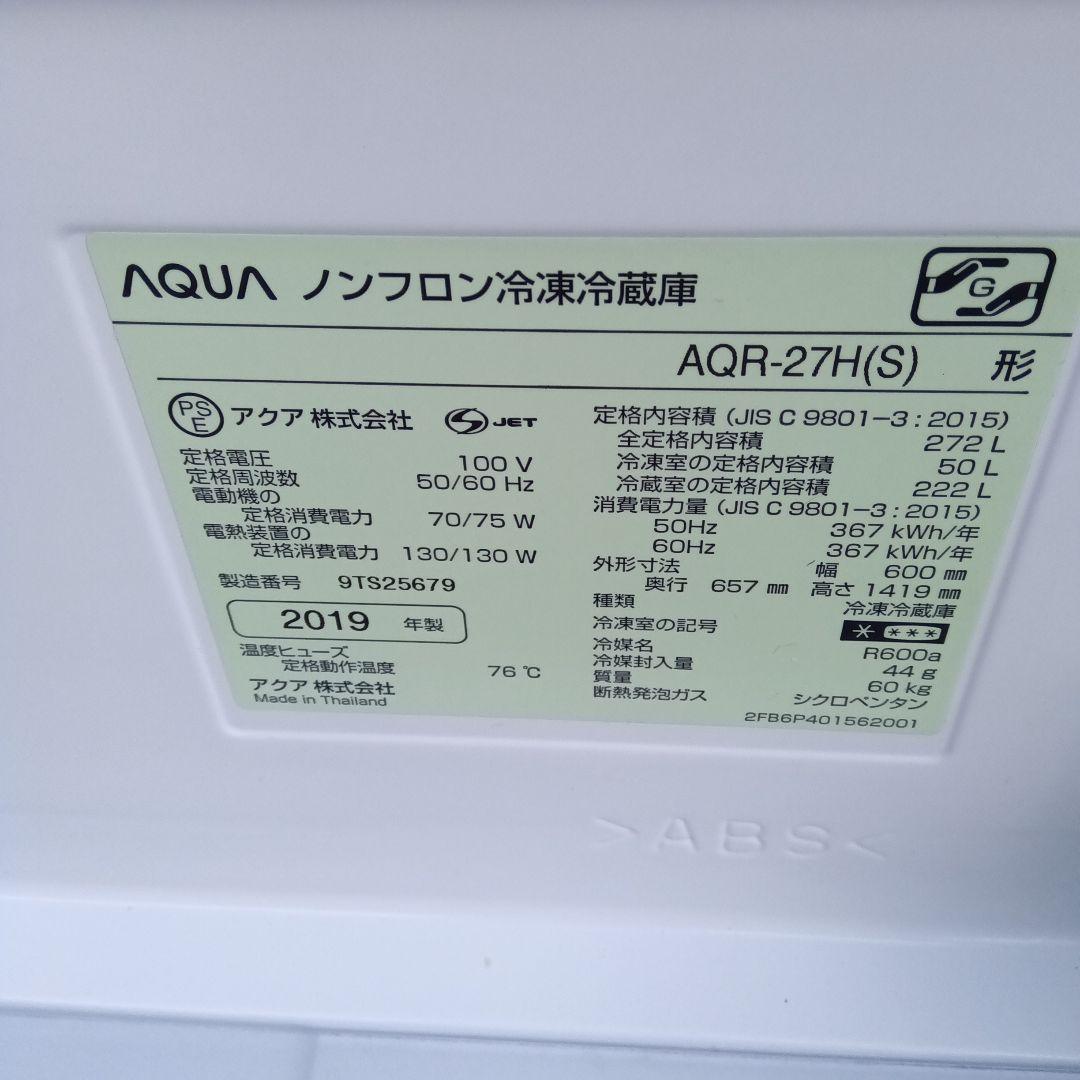 AQUA ノンフロン冷凍冷蔵庫
G
AQR-27H(S) 形
PSE アクア株式会社 S JET
定格電圧 100 V
定格周波数 50/60 Hz
電動機の
定格消費電力 70/75 W
電熱装置の
定格消費電力 130/130 W
製造番号 9TS25679
2019 年製
温度ヒューズ
定格動作温度 76 ℃
アクア株式会社
Made in Thailand
定格内容積 (JIS C 9801-3:2015)
全定格内容積 272 L
冷凍室の定格内容積 50 L
冷蔵室の定格内容積 222 L
消費電力量 (JIS C 9801-3:2015)
50Hz 367 kWh/年
60Hz 367 kWh/年
外形寸法 幅 600 mm
奥行 657 mm 高さ 1419 mm
種類 冷凍冷蔵庫
冷凍室の記号 * ***
冷媒名 R600a
冷媒封入量 44 g
質量 60 kg
断熱発泡ガス シクロペンタン
2FB6P401562001
>ABS<